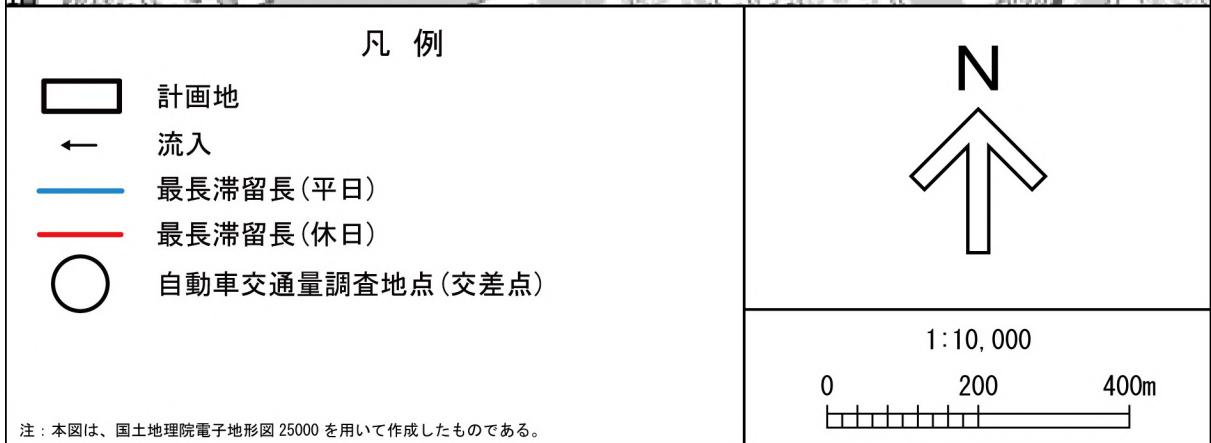 凡 例
計画地
流入
最長滞留長(平日)
最長滞留長(休日)
自動車交通量調査地点(交差点)
注：本図は、国土地理院電子地形図 25000 を用いて作成したものである。
N
1:10,000
0 200 400m